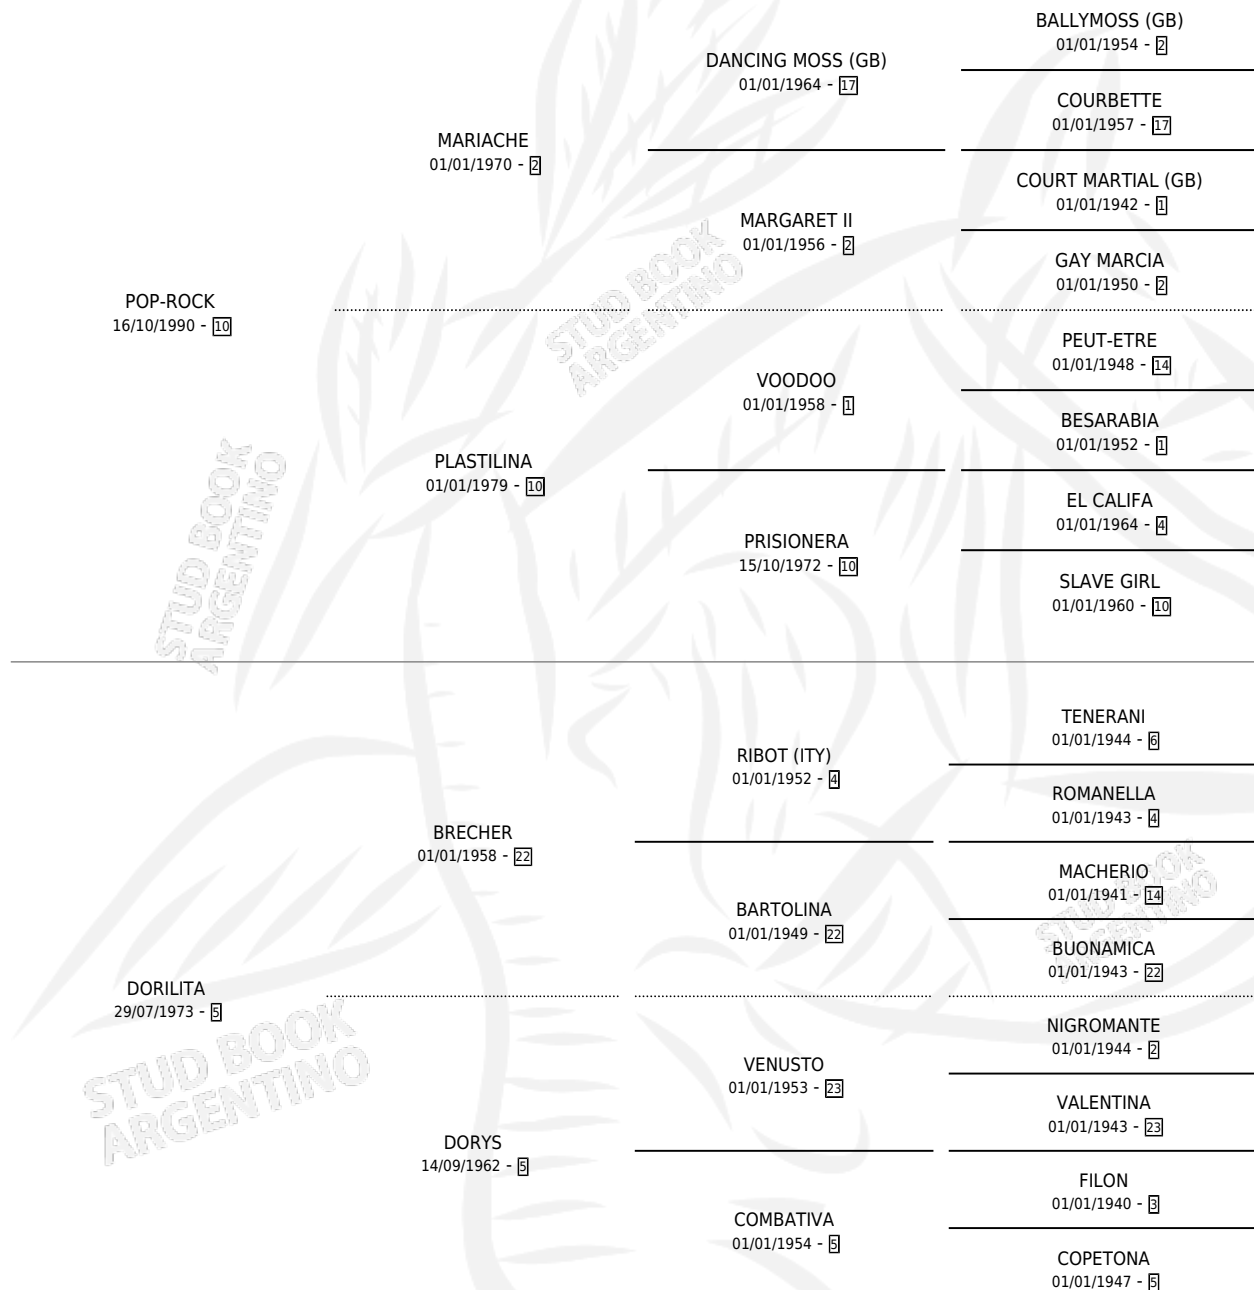 BALLYMOSS (GB)
01/01/1954 - 2
DANCING MOSS (GB)
01/01/1964 - 17
COURBETTE
01/01/1957 - 17
MARIACHE
01/01/1970 - 2
COURT MARTIAL (GB)
01/01/1942 - 1
MARGARET II
01/01/1956 - 2
GAY MARCIA
01/01/1950 - 2
POP-ROCK
16/10/1990 - 10
PEUT-ETRE
01/01/1948 - 14
VOODOO
01/01/1958 - 1
BESARABIA
01/01/1952 - 1
PLASTILINA
01/01/1979 - 10
EL CALIFA
01/01/1964 - 4
PRISIONERA
15/10/1972 - 10
SLAVE GIRL
01/01/1960 - 10
TENERANI
01/01/1944 - 6
RIBOT (ITY)
01/01/1952 - 4
ROMANELLA
01/01/1943 - 4
BRECHER
01/01/1958 - 22
MACHERIO
01/01/1941 - 14
BARTOLINA
01/01/1949 - 22
BUONAMICA
01/01/1943 - 22
DORILITA
29/07/1973 - 5
NIGROMANTE
01/01/1944 - 2
VENUSTO
01/01/1953 - 23
VALENTINA
01/01/1943 - 23
DORYS
14/09/1962 - 5
FILON
01/01/1940 - 3
COMBATIVA
01/01/1954 - 5
COPETONA
01/01/1947 - 5
STUD BOOK
ARGENTINO
STUD BOOK
ARGENTINO
STUD BOOK
ARGENTINO
STUD BOOK
ARGENTINO